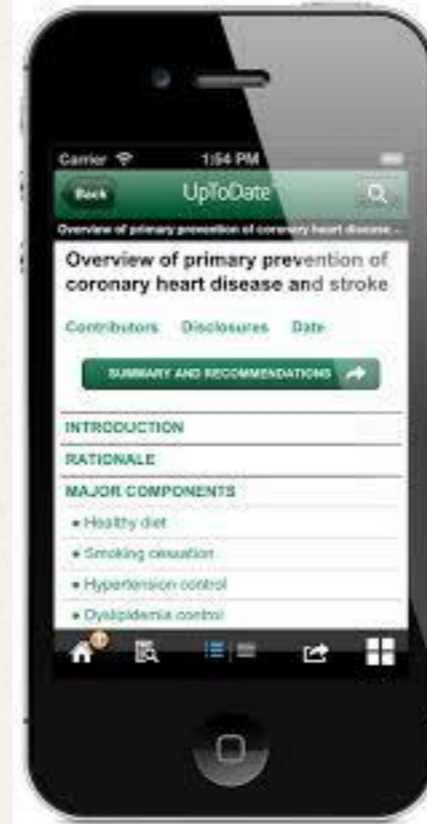 Carrier 1:54 PM
Back UpToDate
Overview of primary prevention of coronary heart disease ...
Overview of primary prevention of
coronary heart disease and stroke
Contributors Disclosures Date
SUMMARY AND RECOMMENDATIONS
INTRODUCTION
RATIONALE
MAJOR COMPONENTS
• Healthy diet
• Smoking cessation
• Hypertension control
• Dyslipidemia control